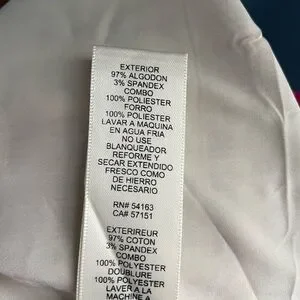 EXTERIOR
97% ALGODON
3% SPANDEX
COMBO
100% POLIESTER
FORRO
100% POLIESTER
LAVAR A MAQUINA
EN AGUA FRIA
NO USE
BLANQUEADOR
REFORME Y
SECAR EXTENDIDO
FRESCO COMO
DE HIERRO
NECESARIO
RN# 54163
CA# 57151
EXTERIREUR
97% COTON
3% SPANDEX
COMBO
100% POLYESTER
DOUBLURE
100% POLYESTER
LAVER A LA
MACHINE A